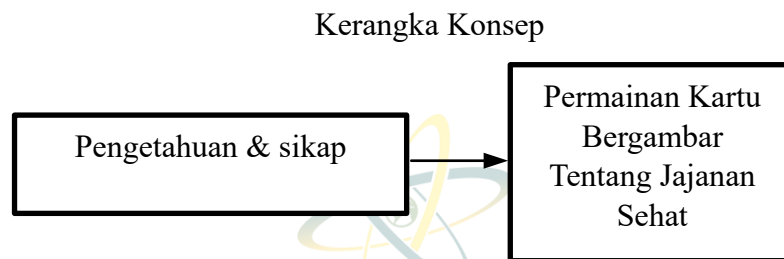 Kerangka Konsep
Pengetahuan & sikap
Permainan Kartu
Bergambar
Tentang Jajanan
Sehat